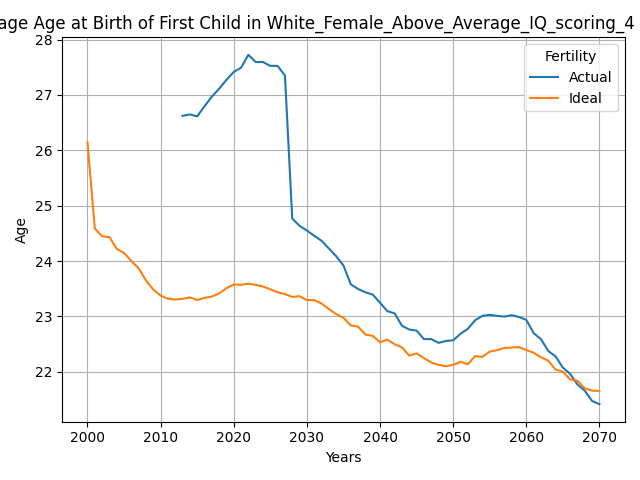 age Age at Birth of First Child in White_Female_Above_Average_IQ_scoring_4
Fertility
Actual
Ideal
28
27
26
25
24
23
22
Age
2000 2010 2020 2030 2040 2050 2060 2070
Years